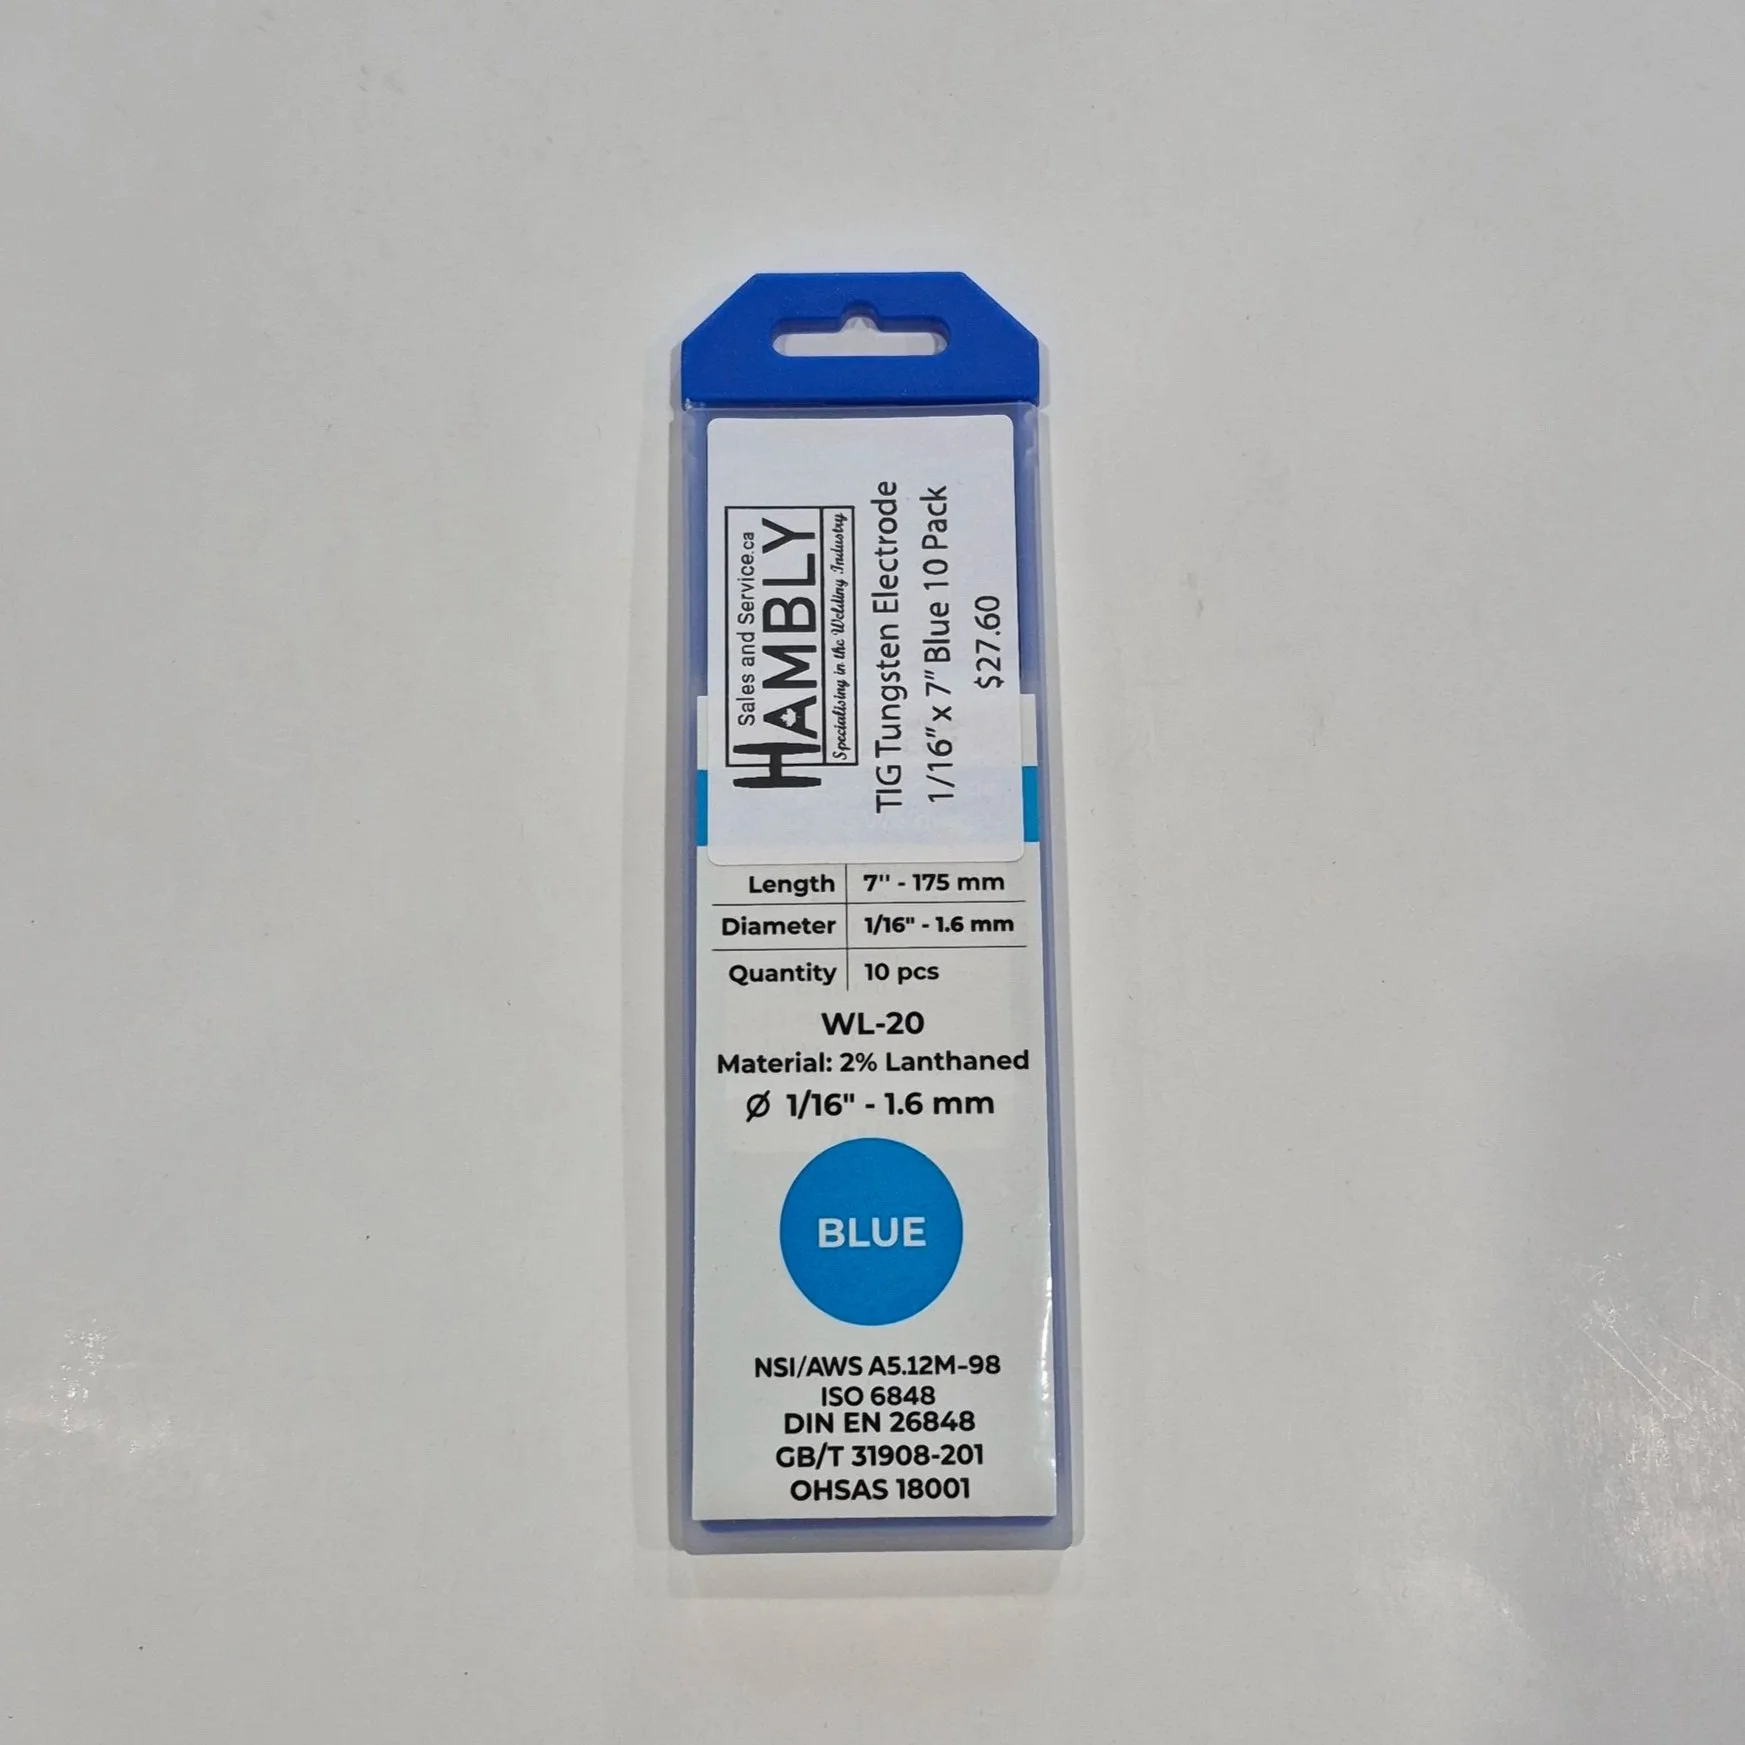 Sales and Service.ca
HAMBLY
Specialising in the Welding Industry
TIG Tungsten Electrode
1/16" x 7" Blue 10 Pack
$27.60
Length 7'' - 175 mm
Diameter 1/16" - 1.6 mm
Quantity 10 pcs
WL-20
Material: 2% Lanthaned
Ø 1/16" - 1.6 mm
BLUE
NSI/AWS A5.12M-98
ISO 6848
DIN EN 26848
GB/T 31908-201
OHSAS 18001